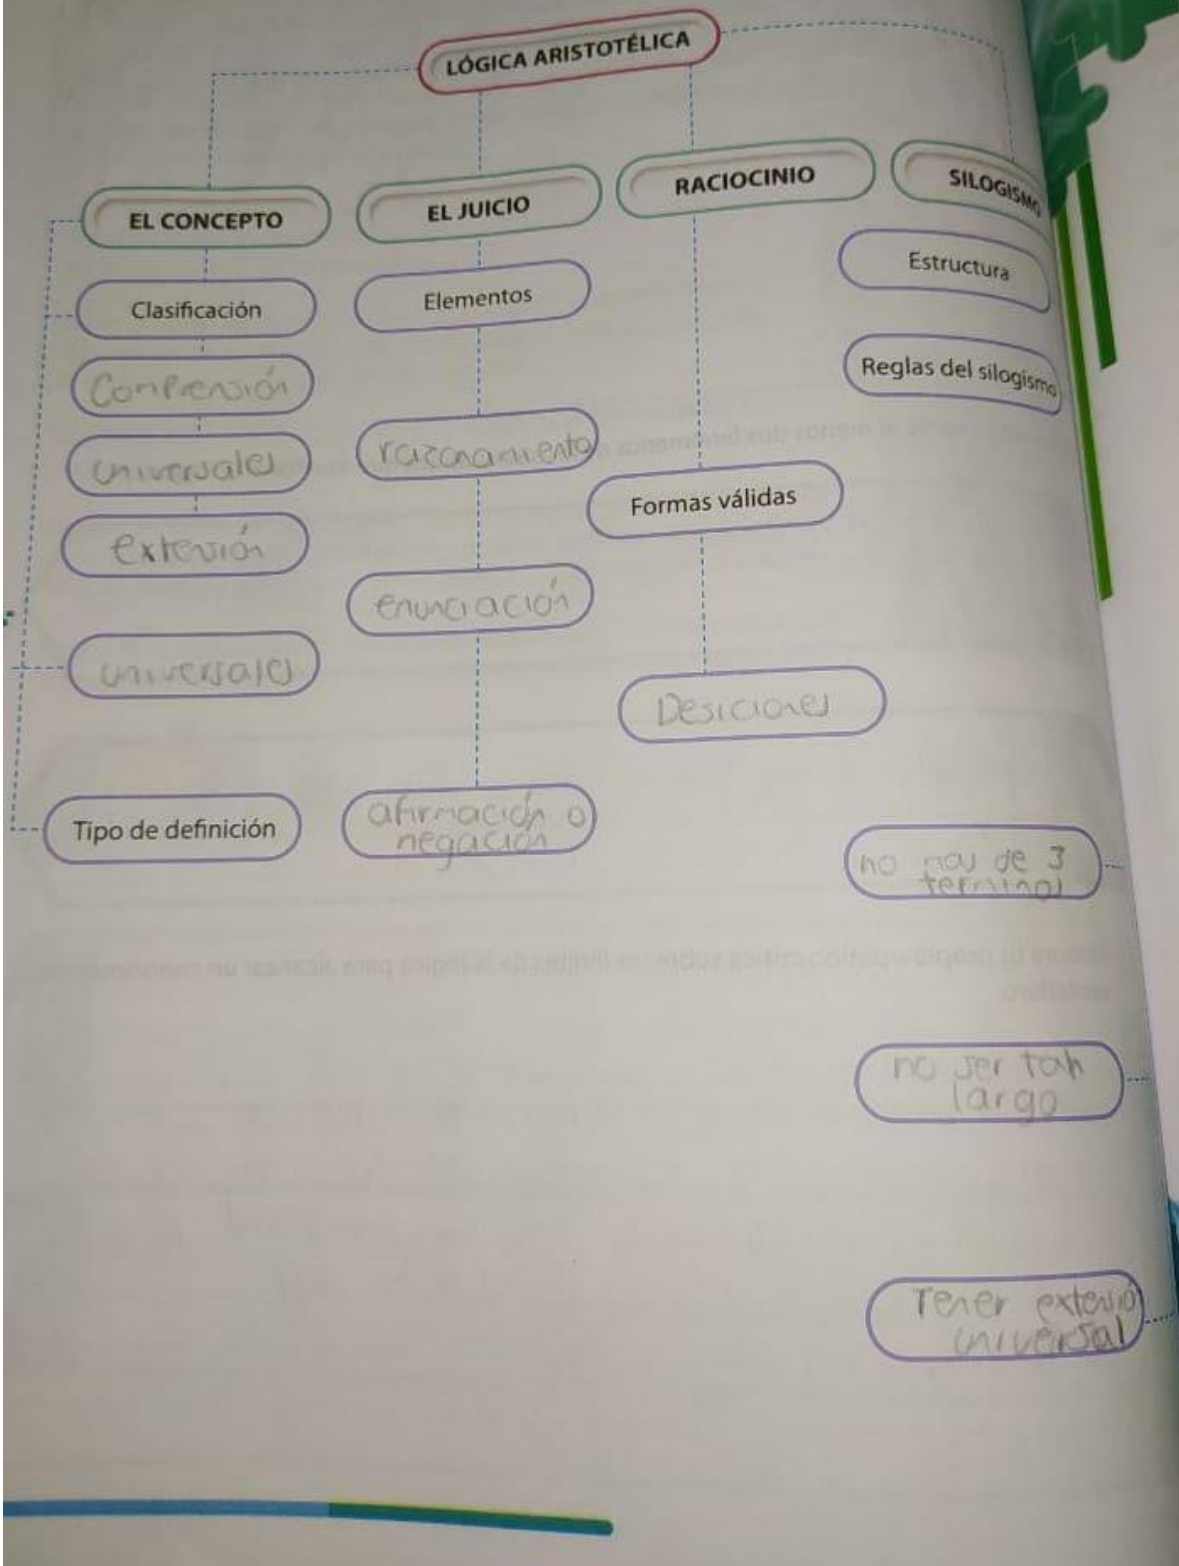 LÓGICA ARISTOTÉLICA
EL CONCEPTO
Clasificación
Comprensión
universales
extensión
universales
Tipo de definición
EL JUICIO
Elementos
razonamiento
enunciación
afirmación o
negación
RACIOCINIO
Formas válidas
Desiciones
SILOGISMO
Estructura
Reglas del silogismo
no mas de 3
terminos
no ser tan
largo
Tener extensió
universal